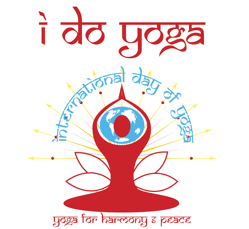 i do yoga
international day of yoga
yoga for harmony & peace